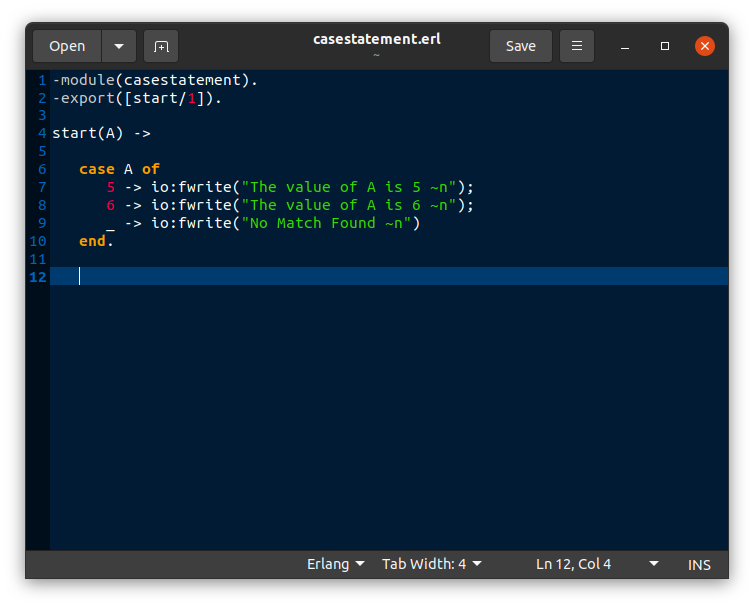 Open
casestatement.erl
~
Save
1 -module(casestatement).
2 -export([start/1]).
3
4 start(A) ->
5
6    case A of
7       5 -> io:fwrite("The value of A is 5 ~n");
8       6 -> io:fwrite("The value of A is 6 ~n");
9       _ -> io:fwrite("No Match Found ~n")
10    end.
11
12
Erlang Tab Width: 4 Ln 12, Col 4 INS